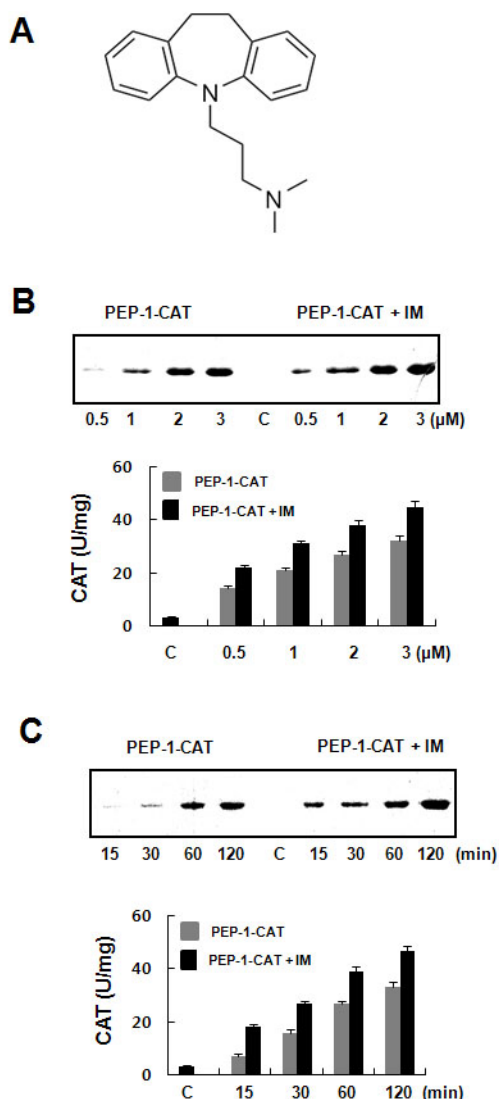 A
N
N
B
PEP-1-CAT PEP-1-CAT + IM
0.5 1 2 3 C 0.5 1 2 3 (µM)
60
PEP-1-CAT
40
PEP-1-CAT + IM
CAT (U/mg)
20
0
C 0.5 1 2 3 (µM)
C
PEP-1-CAT PEP-1-CAT + IM
15 30 60 120 C 15 30 60 120 (min)
60
PEP-1-CAT
40
PEP-1-CAT + IM
CAT (U/mg)
20
0
C 15 30 60 120 (min)